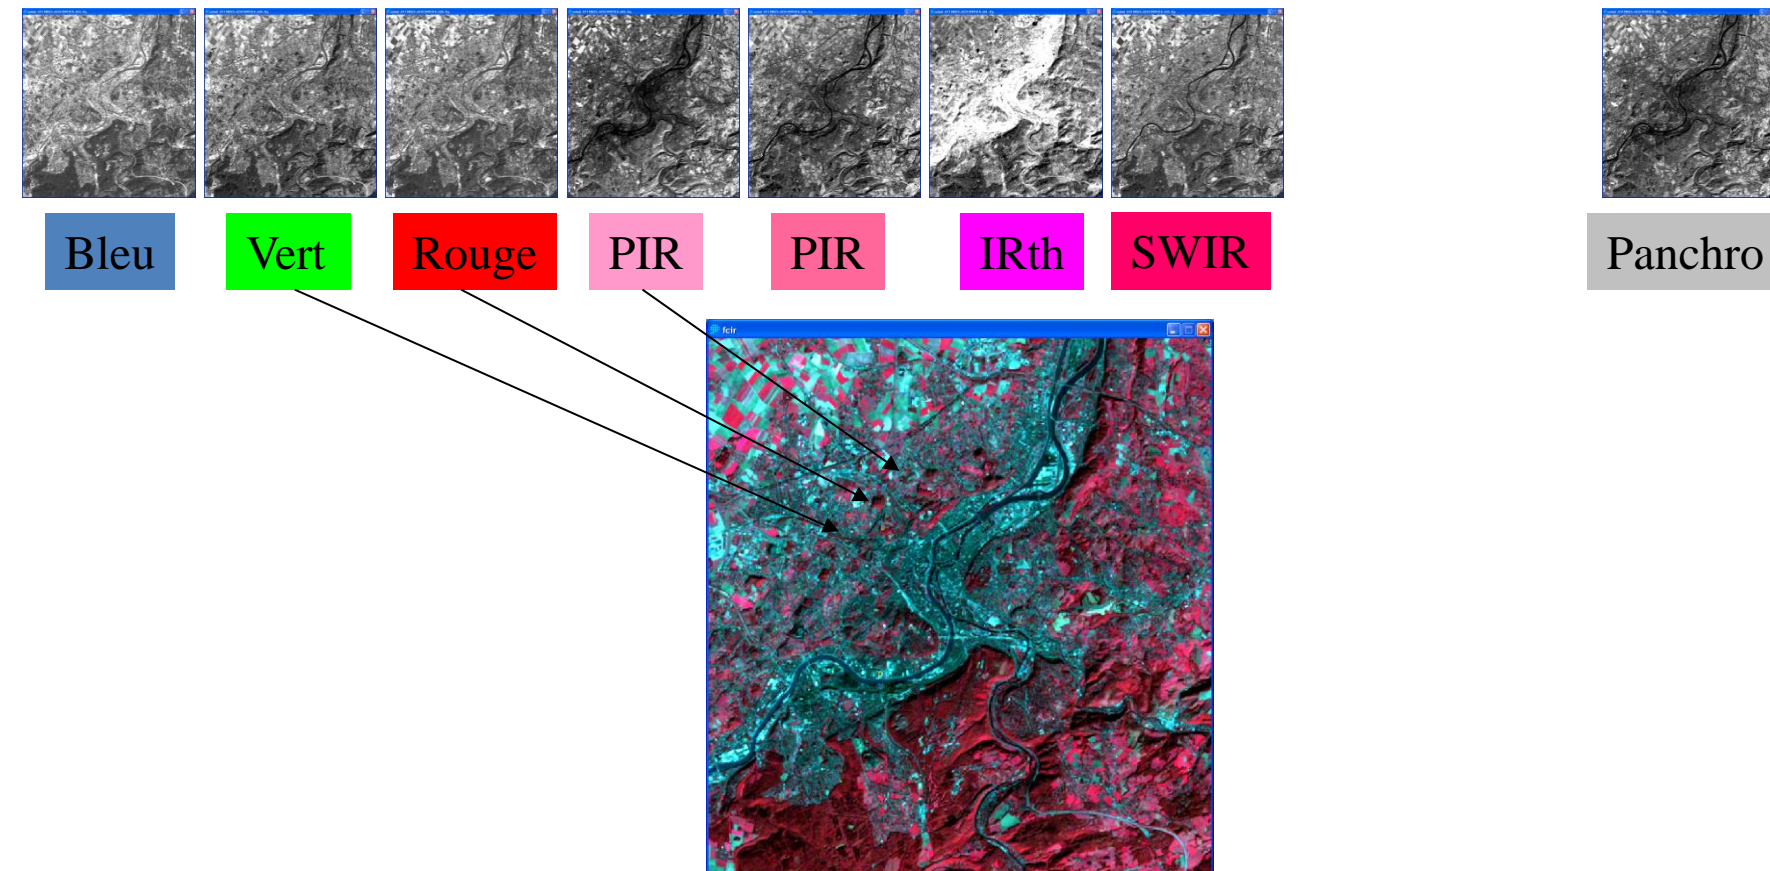 Bleu
Vert
Rouge
PIR
PIR
IRth
SWIR
Panchro
fcir